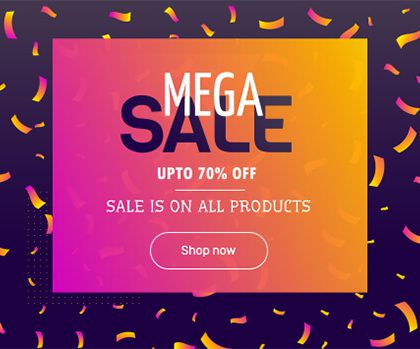 MEGA
SALE
UPTO 70% OFF
SALE IS ON ALL PRODUCTS
Shop now